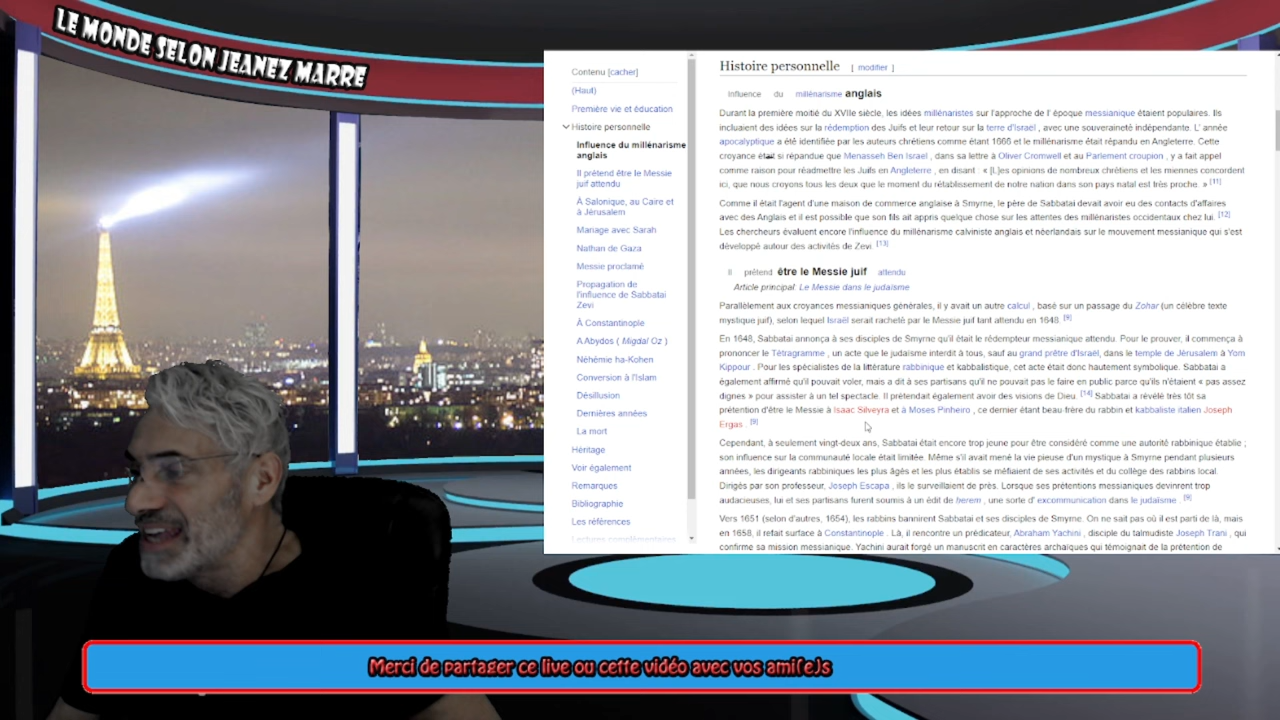 LE MONDE SELON JEANEZ MARRE
Contenu [cacher]
(Haut)
Première vie et éducation
Histoire personnelle
Influence du millénarisme
anglais
Il prétend être le Messie
juif attendu
À Salonique, au Caire et
à Jérusalem
Mariage avec Sarah
Nathan de Gaza
Messie proclamé
Propagation de
l'influence de Sabbatai
Zevi
À Constantinople
A Abydos ( Migdal Oz )
Néhémie ha-Kohen
Conversion à l'Islam
Désillusion
Dernières années
La mort
Héritage
Voir également
Remarques
Bibliographie
Les références
Lectures complémentaires
Histoire personnelle [ modifier ]
Influence du millénarisme anglais
Durant la première moitié du XVIIe siècle, les idées millénaristes sur l'approche de l' époque messianique étaient populaires. Ils
incluaient des idées sur la rédemption des Juifs et leur retour sur la terre d'Israël , avec une souveraineté indépendante. L' année
apocalyptique a été identifiée par les auteurs chrétiens comme étant 1666 et le millénarisme était répandu en Angleterre. Cette
croyance était si répandue que Menasseh Ben Israel , dans sa lettre à Oliver Cromwell et au Parlement croupion , y a fait appel
comme raison pour réadmettre les Juifs en Angleterre , en disant : « [L]es opinions de nombreux chrétiens et les miennes concordent
ici, que nous croyons tous les deux que le moment du rétablissement de notre nation dans son pays natal est très proche. » [11]
Comme il était l'agent d'une maison de commerce anglaise à Smyrne, le père de Sabbatai devait avoir eu des contacts d'affaires
avec des Anglais et il est possible que son fils ait appris quelque chose sur les attentes des millénaristes occidentaux chez lui. [12]
Les chercheurs évaluent encore l'influence du millénarisme calviniste anglais et néerlandais sur le mouvement messianique qui s'est
développé autour des activités de Zevi. [13]
Il prétend être le Messie juif attendu
Article principal: Le Messie dans le judaïsme
Parallèlement aux croyances messianiques générales, il y avait un autre calcul , basé sur un passage du Zohar (un célèbre texte
mystique juif), selon lequel Israël serait racheté par le Messie juif tant attendu en 1648. [9]
En 1648, Sabbatai annonça à ses disciples de Smyrne qu'il était le rédempteur messianique attendu. Pour le prouver, il commença à
prononcer le Tétragramme , un acte que le judaïsme interdit à tous, sauf au grand prêtre d'Israël, dans le temple de Jérusalem à Yom
Kippour . Pour les spécialistes de la littérature rabbinique et kabbalistique, cet acte était donc hautement symbolique. Sabbatai a
également affirmé qu'il pouvait voler, mais a dit à ses partisans qu'il ne pouvait pas le faire en public parce qu'ils n'étaient « pas assez
dignes » pour assister à un tel spectacle. Il prétendait également avoir des visions de Dieu. [14] Sabbatai a révélé très tôt sa
prétention d'être le Messie à Isaac Silveyra et à Moses Pinheiro , ce dernier étant beau-frère du rabbin et kabbaliste italien Joseph
Ergas . [9]
Cependant, à seulement vingt-deux ans, Sabbatai était encore trop jeune pour être considéré comme une autorité rabbinique établie ;
son influence sur la communauté locale était limitée. Même s'il avait mené la vie pieuse d'un mystique à Smyrne pendant plusieurs
années, les dirigeants rabbiniques les plus âgés et les plus établis se méfiaient de ses activités et du collège des rabbins local.
Dirigés par son professeur, Joseph Escapa , ils le surveillaient de près. Lorsque ses prétentions messianiques devinrent trop
audacieuses, lui et ses partisans furent soumis à un édit de herem , une sorte d' excommunication dans le judaïsme . [9]
Vers 1651 (selon d'autres, 1654), les rabbins bannirent Sabbatai et ses disciples de Smyrne. On ne sait pas où il est parti de là, mais
en 1658, il refait surface à Constantinople . Là, il rencontre un prédicateur, Abraham Yachini , disciple du talmudiste Joseph Trani , qui
confirme sa mission messianique. Yachini aurait forgé un manuscrit en caractères archaïques qui témoignait de la prétention de
Merci de partager ce live ou cette vidéo avec vos ami(e)s